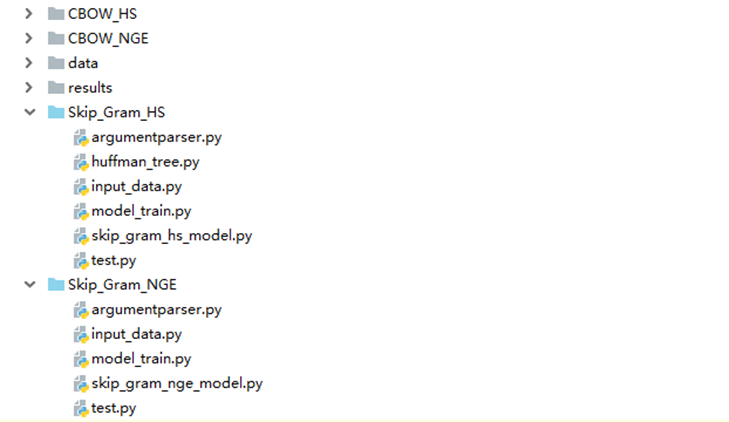 CBOW_HS
CBOW_NGE
data
results
Skip_Gram_HS
argumentparser.py
huffman_tree.py
input_data.py
model_train.py
skip_gram_hs_model.py
test.py
Skip_Gram_NGE
argumentparser.py
input_data.py
model_train.py
skip_gram_nge_model.py
test.py